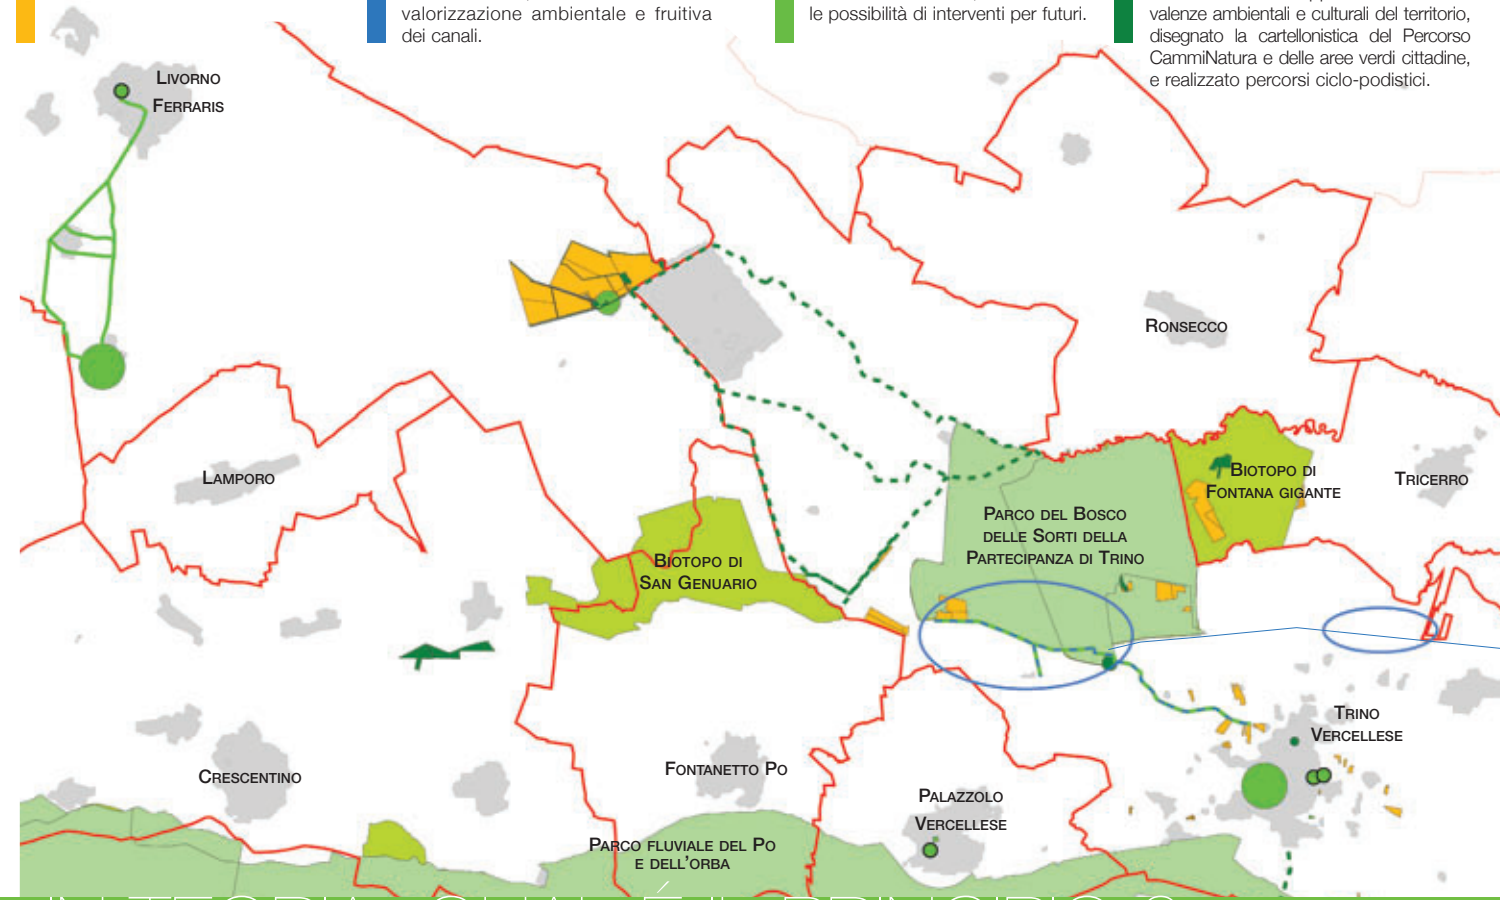 valorizzazione ambientale e fruitiva
dei canali.
le possibilità di interventi per futuri.
valenze ambientali e culturali del territorio,
disegnato la cartellonistica del Percorso
CammiNatura e delle aree verdi cittadine,
e realizzato percorsi ciclo-podistici.
LIVORNO
FERRARIS
RONSECCO
LAMPORO
BIOTOPO DI
FONTANA GIGANTE
TRICERRO
PARCO DEL BOSCO
DELLE SORTI DELLA
PARTECIPANZA DI TRINO
BIOTOPO DI
SAN GENUARIO
TRINO
VERCELLESE
CRESCENTINO
FONTANETTO PO
PALAZZOLO
VERCELLESE
PARCO FLUVIALE DEL PO
E DELL'ORBA